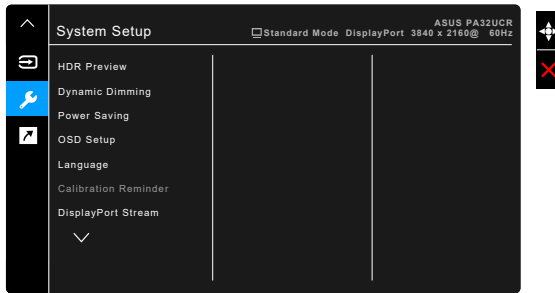 System Setup
ASUS PA32UCR
Standard Mode DisplayPort 3840 x 2160@ 60Hz
HDR Preview
Dynamic Dimming
Power Saving
OSD Setup
Language
Calibration Reminder
DisplayPort Stream